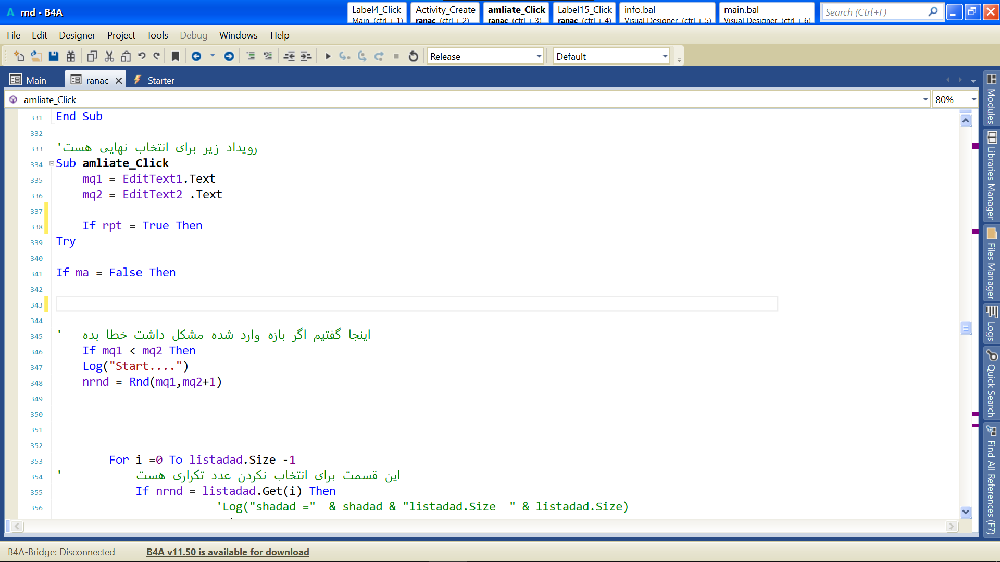 rnd - B4A
Label4_Click
Main (ctrl + 1)
Activity_Create
ranac (ctrl + 2)
amliate_Click
ranac (ctrl + 3)
Label15_Click
ranac (ctrl + 4)
info.bal
Visual Designer (ctrl + 5)
main.bal
Visual Designer (ctrl + 6)
Search (Ctrl+F)
File Edit Designer Project Tools Debug Windows Help
Release Default
Main ranac Starter
amliate_Click 80%
331 End Sub
332
333 'رویداد زیر برای انتخاب نهایی هست
334 Sub amliate_Click
335 mq1 = EditText1.Text
336 mq2 = EditText2 .Text
337
338 If rpt = True Then
339 Try
340
341 If ma = False Then
342
343
344
345 ' اینجا گفتیم اگر بازه وارد شده مشکل داشت خطا بده
346 If mq1 < mq2 Then
347 Log("Start....")
348 nrnd = Rnd(mq1,mq2+1)
349
350
351
352
353 For i =0 To listadad.Size -1
354 ' این قسمت برای انتخاب نکردن عدد تکراری هست
355 If nrnd = listadad.Get(i) Then
356 'Log("shadad =" & shadad & "listadad.Size " & listadad.Size)
Modules
Libraries Manager
Files Manager
Logs
Quick Search
Find All References (F7)
B4A-Bridge: Disconnected
B4A v11.50 is available for download